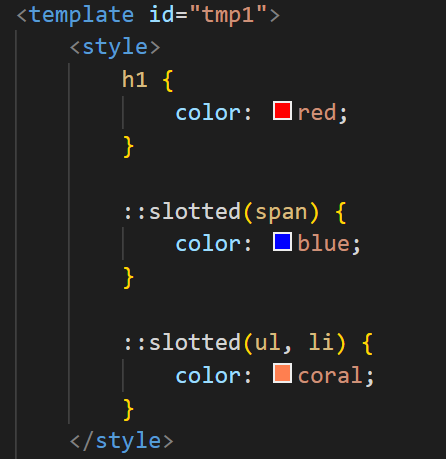 <template id="tmp1">
<style>
h1 {
color: red;
}
::slotted(span) {
color: blue;
}
::slotted(ul, li) {
color: coral;
}
</style>